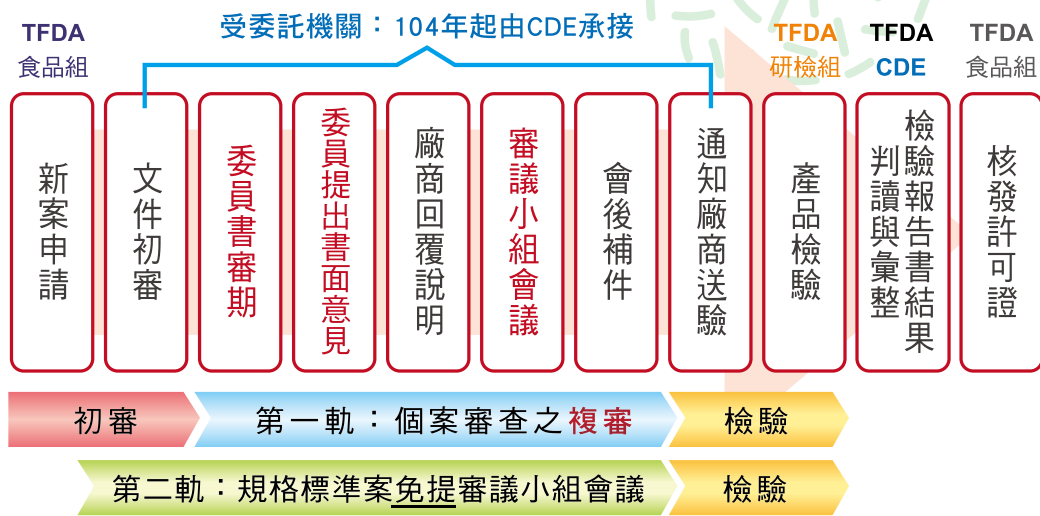 受委託機關：104年起由CDE承接
TFDA
食品組
TFDA
研檢組
TFDA
CDE
TFDA
食品組
新案申請
文件初審
委員書審期
委員提出書面意見
廠商回覆說明
審議小組會議
會後補件
通知廠商送驗
產品檢驗
檢驗報告書結果
判讀與彙整
核發許可證
初審
第一軌：個案審查之複審
檢驗
第二軌：規格標準案免提審議小組會議
檢驗